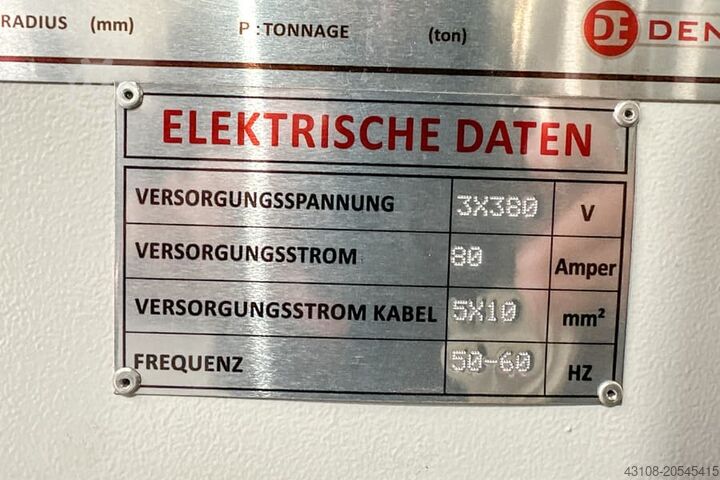 RADIUS (mm) P : TONNAGE (ton) DE DEN
ELEKTRISCHE DATEN
VERSORGUNGSSPANNUNG 3X380 V
VERSORGUNGSSTROM 80 Amper
VERSORGUNGSSTROM KABEL 5X10 mm²
FREQUENZ 50-60 HZ
43108-20545415